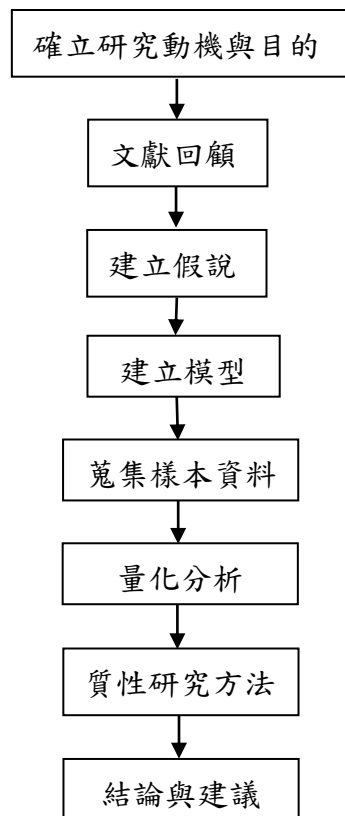 確立研究動機與目的
文獻回顧
建立假說
建立模型
蒐集樣本資料
量化分析
質性研究方法
結論與建議